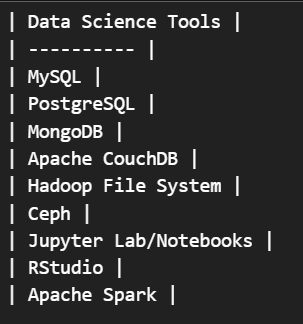 | Data Science Tools |
| ---------- |
| MySQL |
| PostgreSQL |
| MongoDB |
| Apache CouchDB |
| Hadoop File System |
| Ceph |
| Jupyter Lab/Notebooks |
| RStudio |
| Apache Spark |